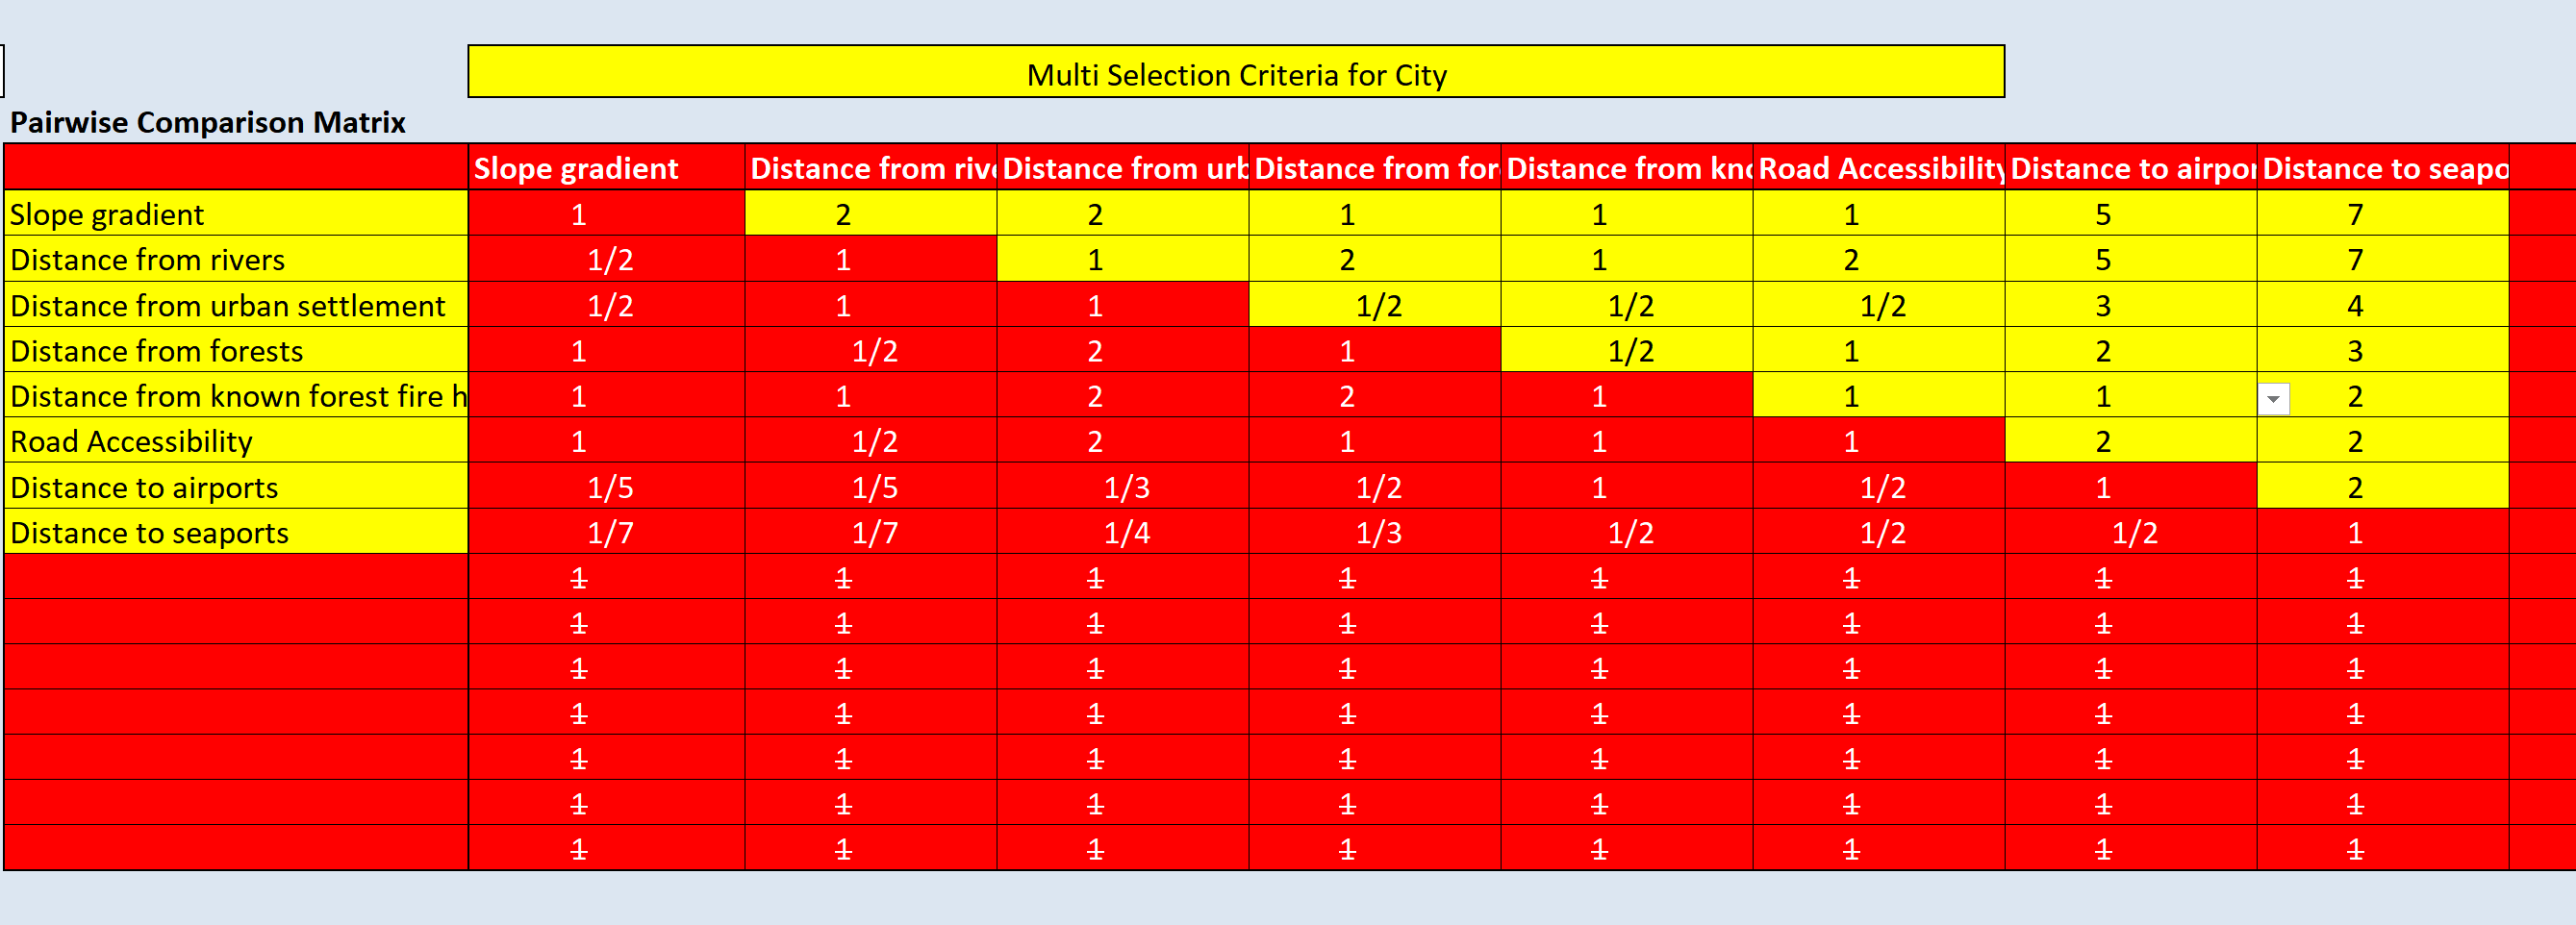 Multi Selection Criteria for City
Pairwise Comparison Matrix
Slope gradient Distance from rive Distance from urb Distance from for Distance from kno Road Accessibility Distance to airpor Distance to seapo
Slope gradient 1 2 2 1 1 1 5 7
Distance from rivers 1/2 1 1 2 1 2 5 7
Distance from urban settlement 1/2 1 1 1/2 1/2 1/2 3 4
Distance from forests 1 1/2 2 1 1/2 1 2 3
Distance from known forest fire h 1 1 2 2 1 1 1 2
Road Accessibility 1 1/2 2 1 1 1 2 2
Distance to airports 1/5 1/5 1/3 1/2 1 1/2 1 2
Distance to seaports 1/7 1/7 1/4 1/3 1/2 1/2 1/2 1
1 1 1 1 1 1 1 1
1 1 1 1 1 1 1 1
1 1 1 1 1 1 1 1
1 1 1 1 1 1 1 1
1 1 1 1 1 1 1 1
1 1 1 1 1 1 1 1
1 1 1 1 1 1 1 1